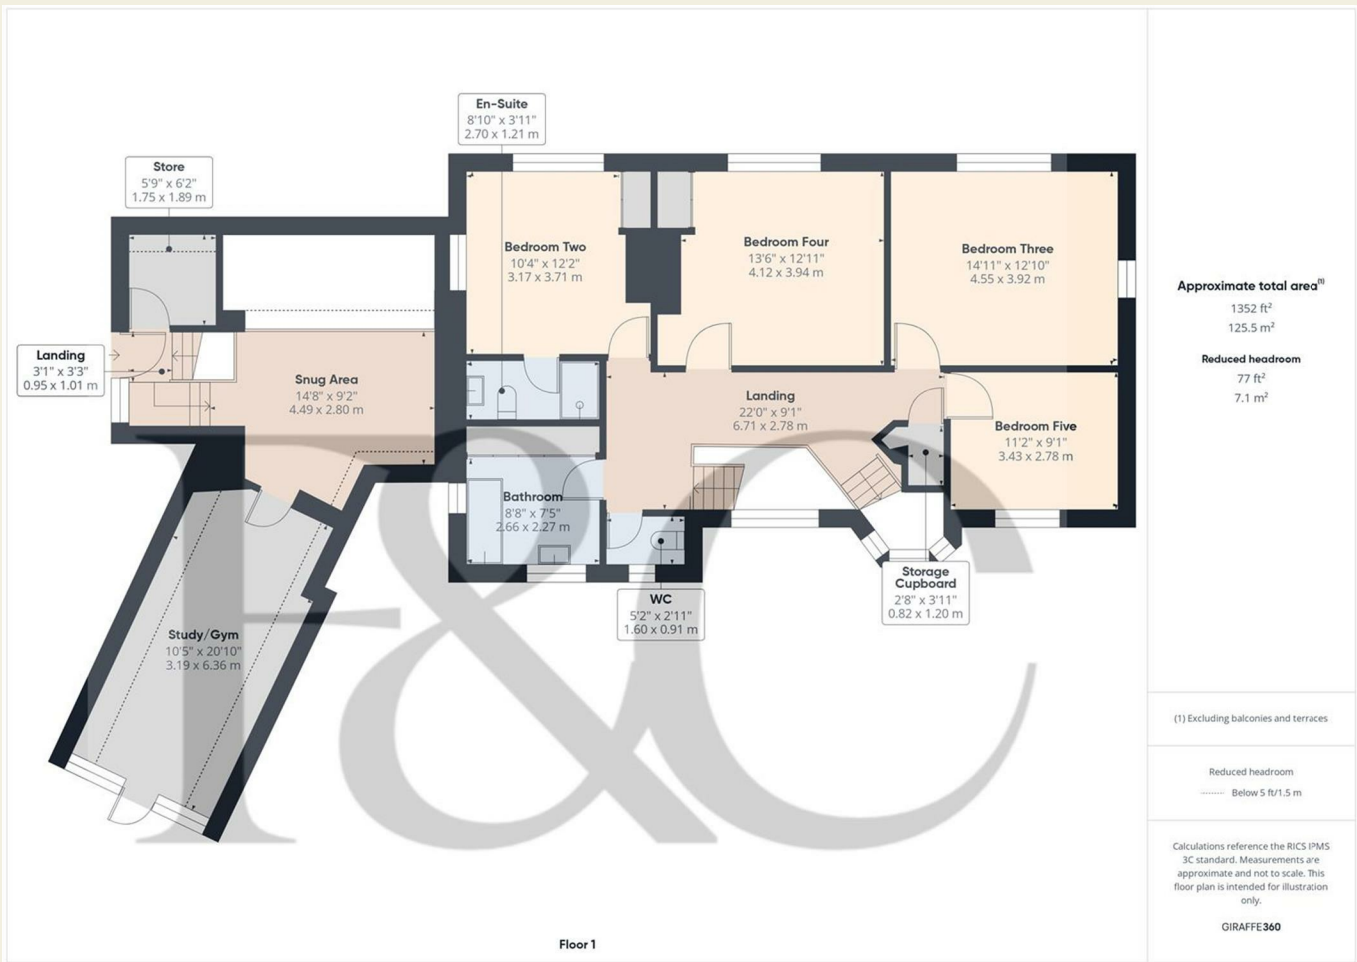 En-Suite
8'10" x 3'11"
2.70 x 1.21 m
Store
5'9" x 6'2"
1.75 x 1.89 m
Bedroom Two
10'4" x 12'2"
3.17 x 3.71 m
Bedroom Four
13'6" x 12'11"
4.12 x 3.94 m
Bedroom Three
14'11" x 12'10"
4.55 x 3.92 m
Landing
3'1" x 3'3"
0.95 x 1.01 m
Snug Area
14'8" x 9'2"
4.49 x 2.80 m
Landing
22'0" x 9'1"
6.71 x 2.78 m
Bedroom Five
11'2" x 9'1"
3.43 x 2.78 m
Bathroom
8'8" x 7'5"
2.66 x 2.27 m
Storage
Cupboard
2'8" x 3'11"
0.82 x 1.20 m
WC
5'2" x 2'11"
1.60 x 0.91 m
Study/Gym
10'5" x 20'10"
3.19 x 6.36 m
F&C
Floor 1
Approximate total area(1)
1352 ft²
125.5 m²
Reduced headroom
77 ft²
7.1 m²
(1) Excluding balconies and terraces
Reduced headroom
Below 5 ft/1.5 m
Calculations reference the RICS IPMS
3C standard. Measurements are
approximate and not to scale. This
floor plan is intended for illustration
only.
GIRAFFE360